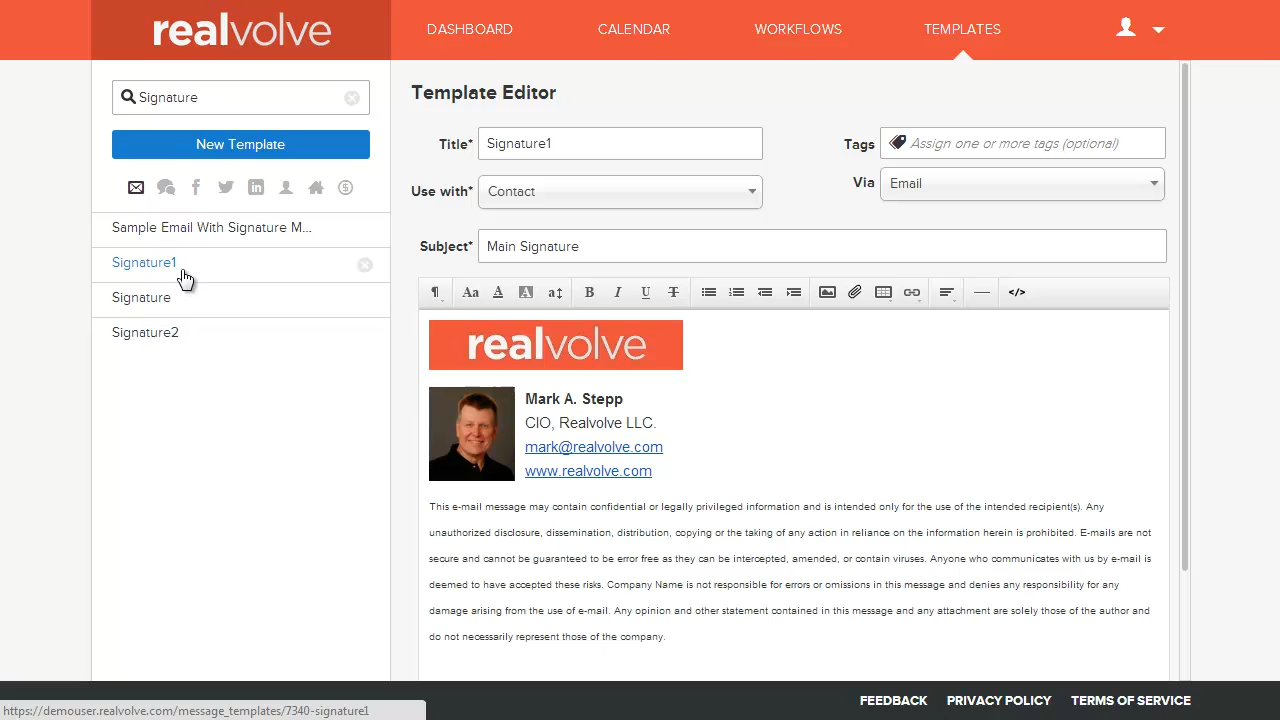 realvolve
DASHBOARD
CALENDAR
WORKFLOWS
TEMPLATES
Signature
New Template
Sample Email With Signature M...
Signature1
Signature
Signature2
Template Editor
Title* Signature1
Tags Assign one or more tags (optional)
Use with* Contact
Via Email
Subject* Main Signature
¶ Aa A A a↕ B I U T </>
realvolve
Mark A. Stepp
CIO, Realvolve LLC.
mark@realvolve.com
www.realvolve.com
This e-mail message may contain confidential or legally privileged information and is intended only for the use of the intended recipient(s). Any
unauthorized disclosure, dissemination, distribution, copying or the taking of any action in reliance on the information herein is prohibited. E-mails are not
secure and cannot be guaranteed to be error free as they can be intercepted, amended, or contain viruses. Anyone who communicates with us by e-mail is
deemed to have accepted these risks. Company Name is not responsible for errors or omissions in this message and denies any responsibility for any
damage arising from the use of e-mail. Any opinion and other statement contained in this message and any attachment are solely those of the author and
do not necessarily represent those of the company.
FEEDBACK
PRIVACY POLICY
TERMS OF SERVICE
https://demouser.realvolve.com/message_templates/7340-signature1